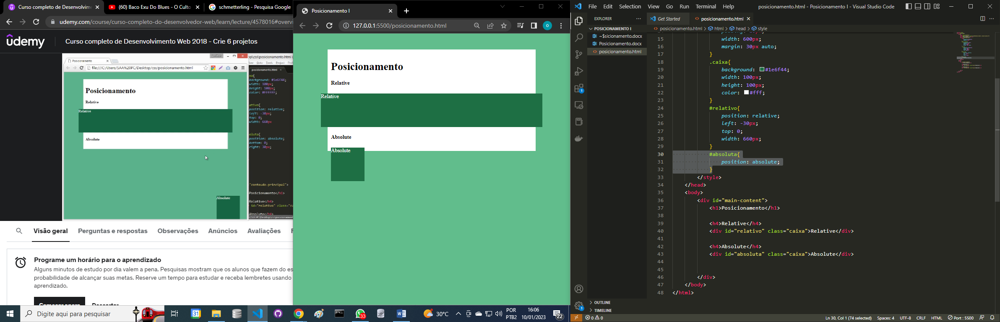 Curso completo de Desenvolvim
(60) Baco Exu Do Blues - O Culto
schmetterling - Pesquisa Google
udemy.com/course/curso-completo-do-desenvolvedor-web/learn/lecture/4578016#overvi
udemy
Curso completo de Desenvolvimento Web 2018 - Crie 6 projetos
Posicionamento
file:///C:/Users/SAA%20PC/Desktop/css/posicionamento.html
Posicionamento
Relative
Relative
Absolute
Absolute
op\css\posicionamento.html
Goto Tools Project
posicionamento.html
background: #1e6f44;
width: 100px;
height: 100px;
color: #FFFFFF;
ativo{
position: relative;
left: -30px;
top: 0;
width: 660px
oluta{
position: absolute;
bottom: 0;
right: 30px;
="conteudo-principal">
Posicionamento</h1>
Relative</h4>
id="relativo" class="ca
Absolute</h4>
Visão geral
Perguntas e respostas
Observações
Anúncios
Avaliações
Programe um horário para o aprendizado
Alguns minutos de estudo por dia valem a pena. Pesquisas mostram que os alunos que fazem do es
probabilidade de alcançar suas metas. Reserve um tempo para estudar e receba lembretes usando
aprendizado.
Posicionamento I
127.0.0.1:5500/posicionamento.html
Posicionamento
Relative
Relative
Absolute
Absolute
File Edit Selection View Go Run Terminal Help
posicionamento.html - Posicionamento I - Visual Studio Code
EXPLORER
POSICIONAMENTO I
~$sicionamento.docx
Posicionamento.docx
posicionamento.html
OUTLINE
TIMELINE
Get Started
posicionamento.html
posicionamento.html > html > head > style
15 width: 600px;
16 margin: 30px auto;
17 }
18 .caixa{
19 background: #1e6f44;
20 width: 100px;
21 height: 100px;
22 color: #fff;
23 }
24 #relativo{
25 position: relative;
26 left: -30px;
27 top: 0;
28 width: 660px;
29 }
30 #absoluta{
31 position: absolute;
32 }
33 </style>
34 </head>
35 <body>
36 <div id="main-content">
37 <h1>Posicionamento</h1>
38
39 <h4>Relative</h4>
40 <div id="relativo" class="caixa">Relative</div>
41
42 <h4>Absolute</h4>
43 <div id="absoluta" class="caixa">Absolute</div>
44
45
46 </div>
47 </body>
48 </html>
Ln 30, Col 1 (74 selected) Spaces: 4 UTF-8 CRLF HTML Port : 5500
Digite aqui para pesquisar
31
33
30°C
POR
PTB2
16:06
10/01/2023
22